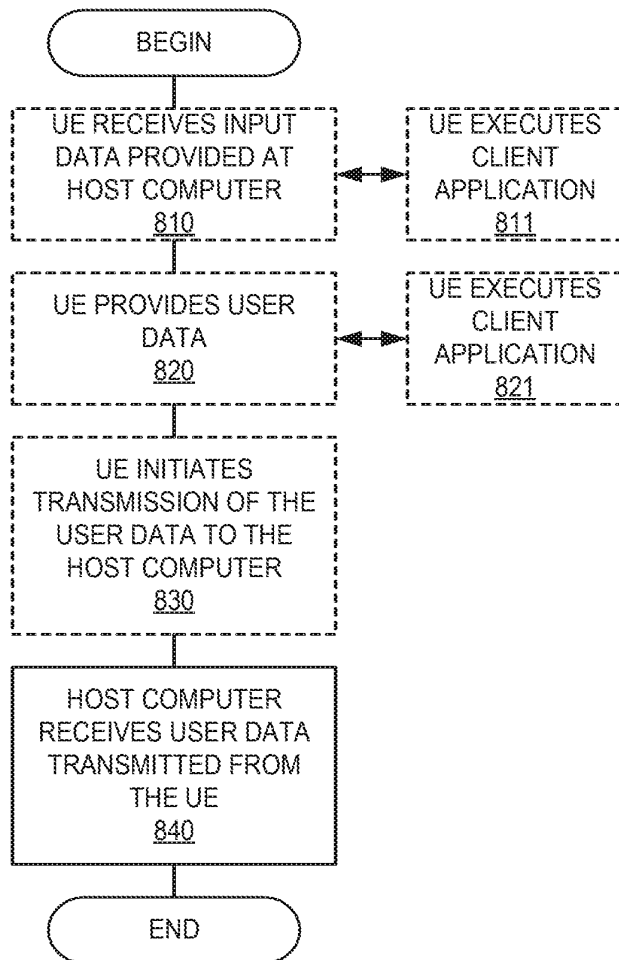 BEGIN
UE RECEIVES INPUT
DATA PROVIDED AT
HOST COMPUTER
810
UE EXECUTES
CLIENT
APPLICATION
811
UE PROVIDES USER
DATA
820
UE EXECUTES
CLIENT
APPLICATION
821
UE INITIATES
TRANSMISSION OF THE
USER DATA TO THE
HOST COMPUTER
830
HOST COMPUTER
RECEIVES USER DATA
TRANSMITTED FROM
THE UE
840
END